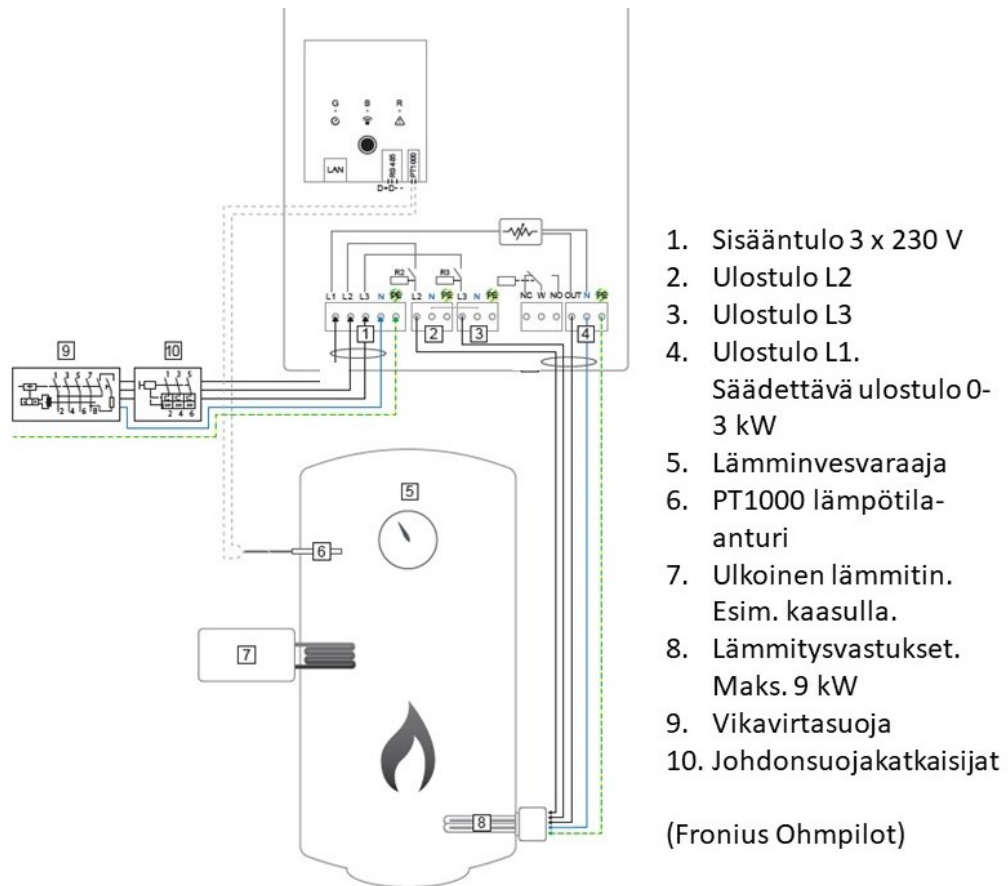 G B R
LAN
RS 485
PT1000
D+ D-
R2 R3
L1 L2 L3 N PE L2 N PE L3 N PE NC W NO OUT N PE
1 2 3 4
9 10
1 3 5 7
2 4 6 8
1 3 5
2 4 6
5
6
7
8
1. Sisääntulo 3 x 230 V
2. Ulostulo L2
3. Ulostulo L3
4. Ulostulo L1.
Säädettävä ulostulo 0-
3 kW
5. Lämminvesvaraaja
6. PT1000 lämpötila-
anturi
7. Ulkoinen lämmitin.
Esim. kaasulla.
8. Lämmitysvastukset.
Maks. 9 kW
9. Vikavirtasuoja
10. Johdonsuojakatkaisijat
(Fronius Ohmpilot)